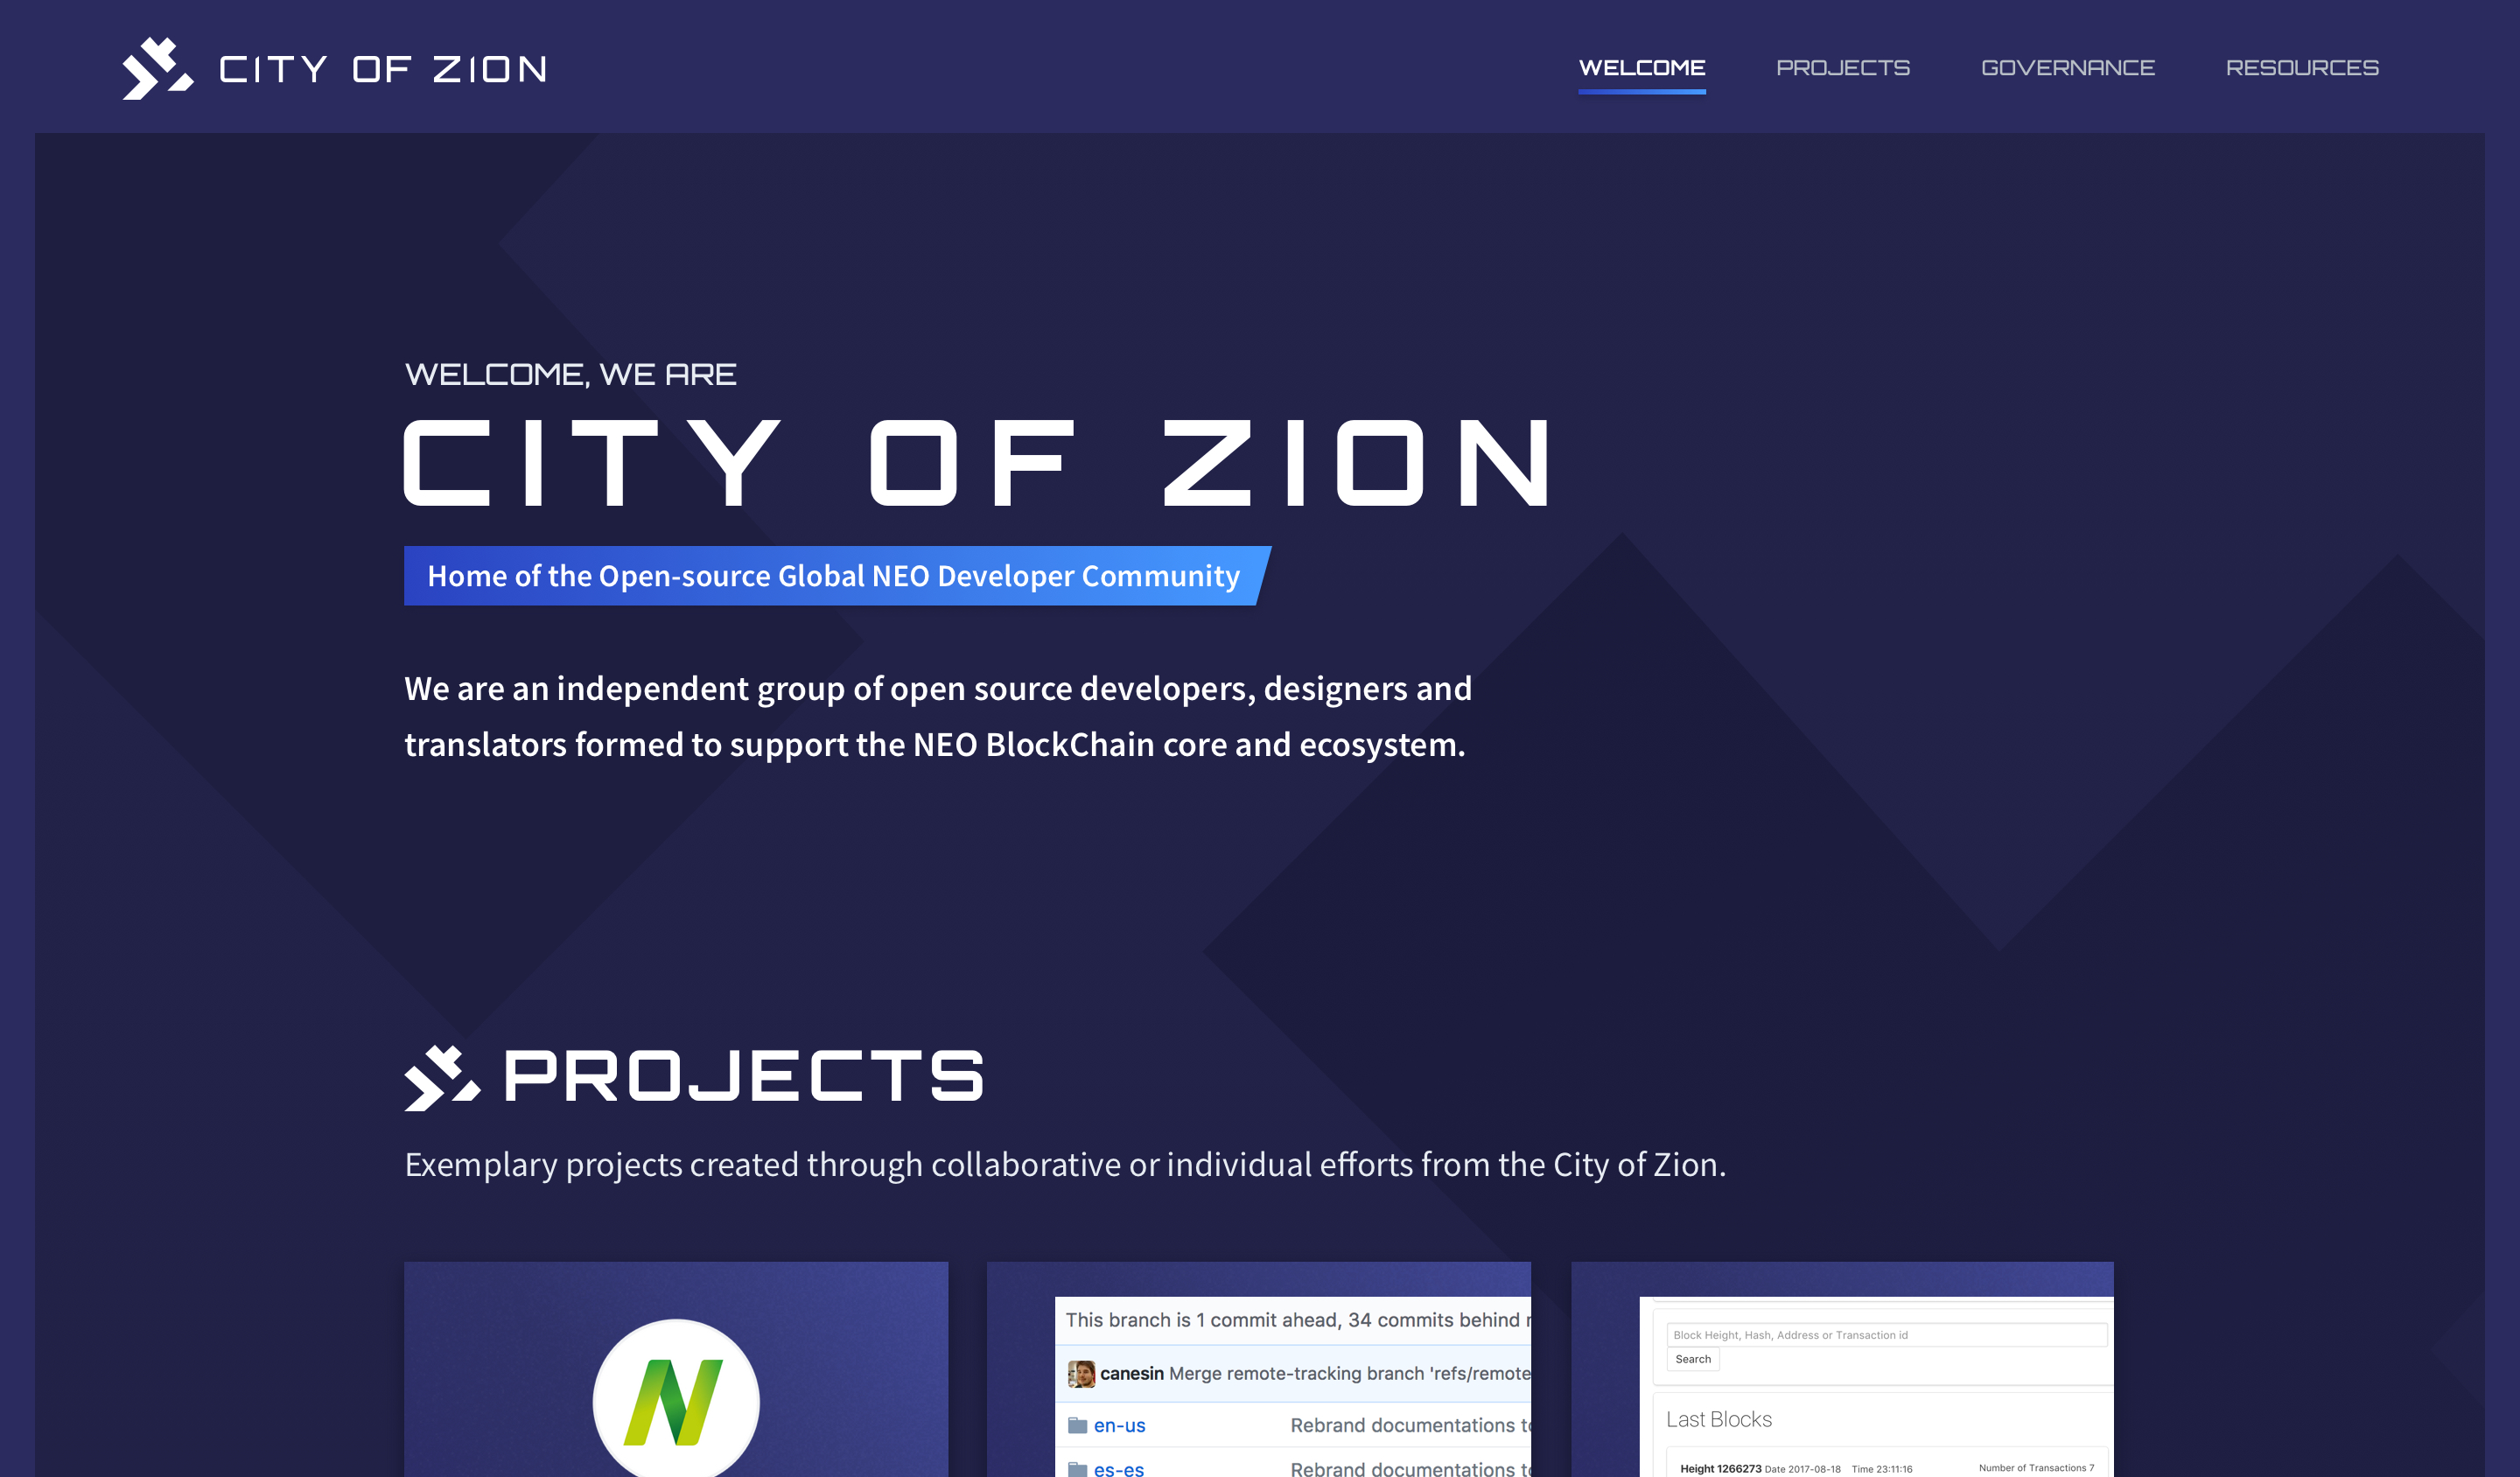 CITY OF ZION
WELCOME PROJECTS GOVERNANCE RESOURCES
WELCOME, WE ARE
CITY OF ZION
Home of the Open-source Global NEO Developer Community
We are an independent group of open source developers, designers and
translators formed to support the NEO BlockChain core and ecosystem.
PROJECTS
Exemplary projects created through collaborative or individual efforts from the City of Zion.
N
This branch is 1 commit ahead, 34 commits behind
canesin Merge remote-tracking branch 'refs/remote
en-us Rebrand documentations
es-es Rebrand documentations
Block Height, Hash, Address or Transaction id
Search
Last Blocks
Height 1266273 Date 2017-08-18 Time 23:11:16 Number of Transactions 7